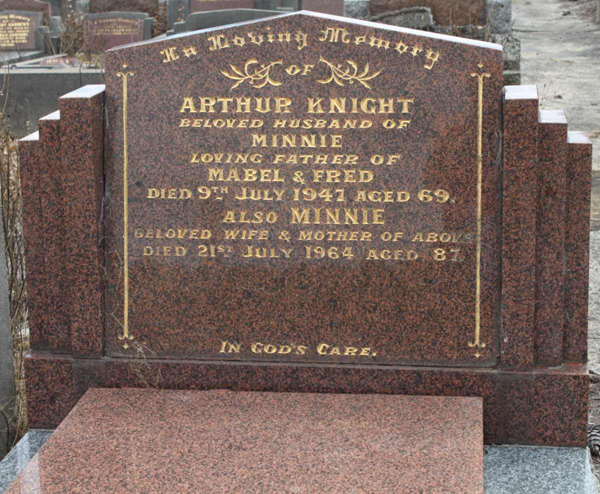 In Loving Memory
of
ARTHUR KNIGHT
BELOVED HUSBAND OF
MINNIE
LOVING FATHER OF
MABEL & FRED
DIED 9TH JULY 1947 AGED 69.
ALSO MINNIE
BELOVED WIFE & MOTHER OF ABOVE
DIED 21ST JULY 1964 AGED 87
IN GOD'S CARE.